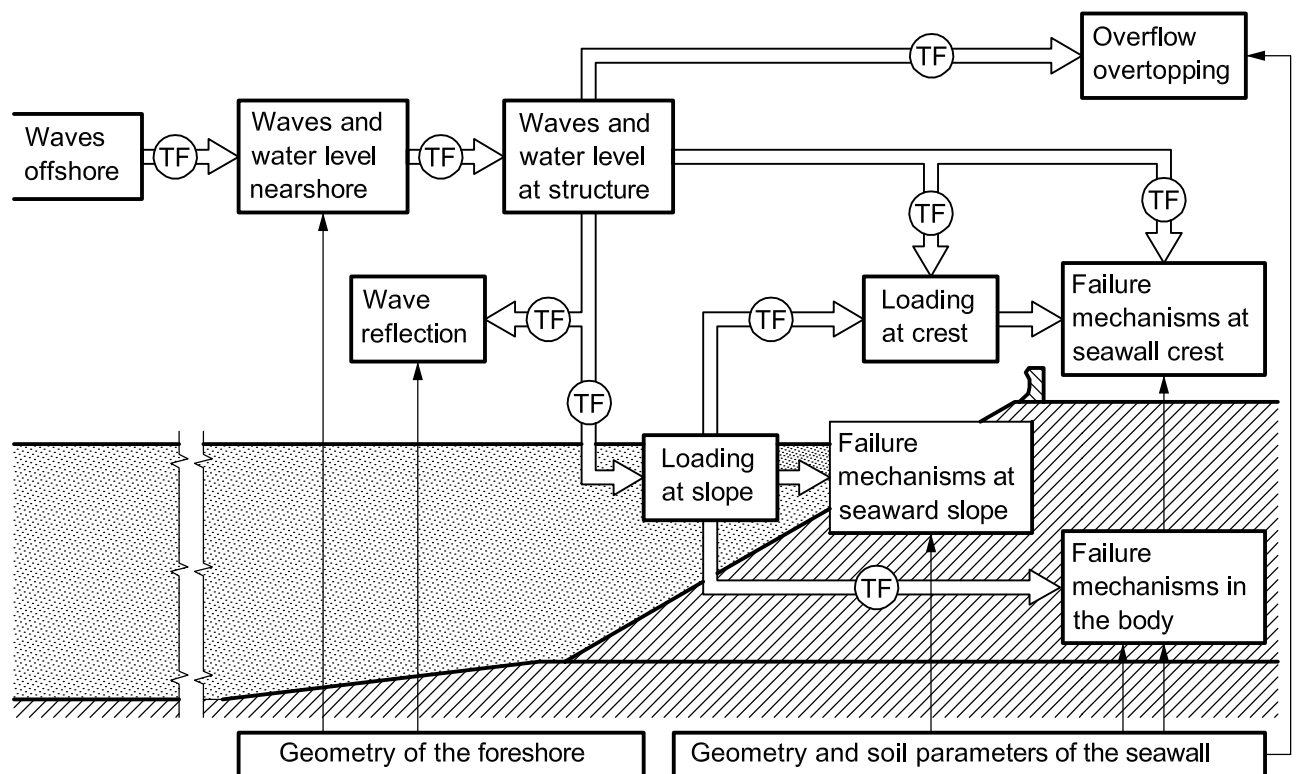 Overflow
overtopping
TF
Waves
offshore
TF
Waves and
water level
nearshore
TF
Waves and
water level
at structure
TF
TF
Wave
reflection
TF
TF
Loading
at crest
Failure
mechanisms at
seawall crest
TF
Loading
at slope
Failure
mechanisms at
seaward slope
TF
Failure
mechanisms in
the body
Geometry of the foreshore
Geometry and soil parameters of the seawall